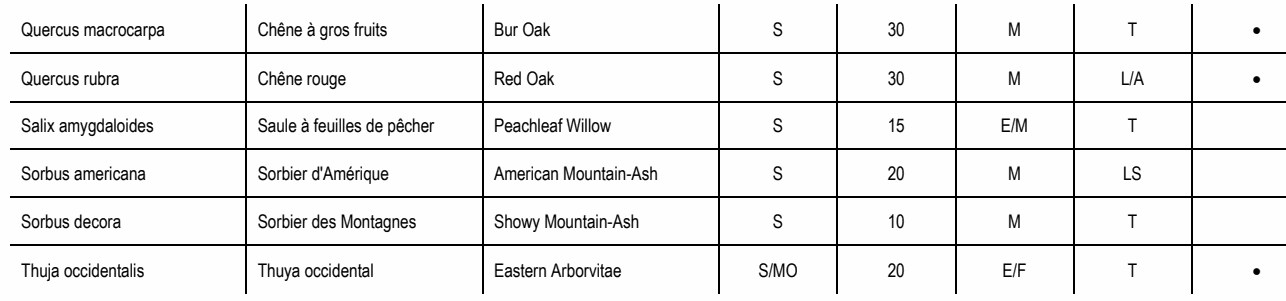 Quercus macrocarpa Chêne à gros fruits Bur Oak S 30 M T •
Quercus rubra Chêne rouge Red Oak S 30 M L/A •
Salix amygdaloides Saule à feuilles de pêcher Peachleaf Willow S 15 E/M T
Sorbus americana Sorbier d'Amérique American Mountain-Ash S 20 M LS
Sorbus decora Sorbier des Montagnes Showy Mountain-Ash S 10 M T
Thuja occidentalis Thuya occidental Eastern Arborvitae S/MO 20 E/F T •